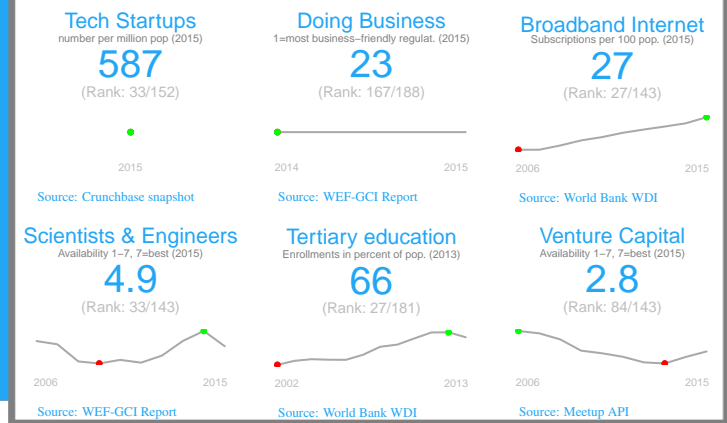 Tech Startups
number per million pop (2015)
587
(Rank: 33/152)
2015
Source: Crunchbase snapshot
Doing Business
1=most business−friendly regulat. (2015)
23
(Rank: 167/188)
2014 2015
Source: WEF-GCI Report
Broadband Internet
Subscriptions per 100 pop. (2015)
27
(Rank: 27/143)
2006 2015
Source: World Bank WDI
Scientists & Engineers
Availability 1−7, 7=best (2015)
4.9
(Rank: 33/143)
2006 2015
Source: WEF-GCI Report
Tertiary education
Enrollments in percent of pop. (2013)
66
(Rank: 27/181)
2002 2013
Source: World Bank WDI
Venture Capital
Availability 1−7, 7=best (2015)
2.8
(Rank: 84/143)
2006 2015
Source: Meetup API